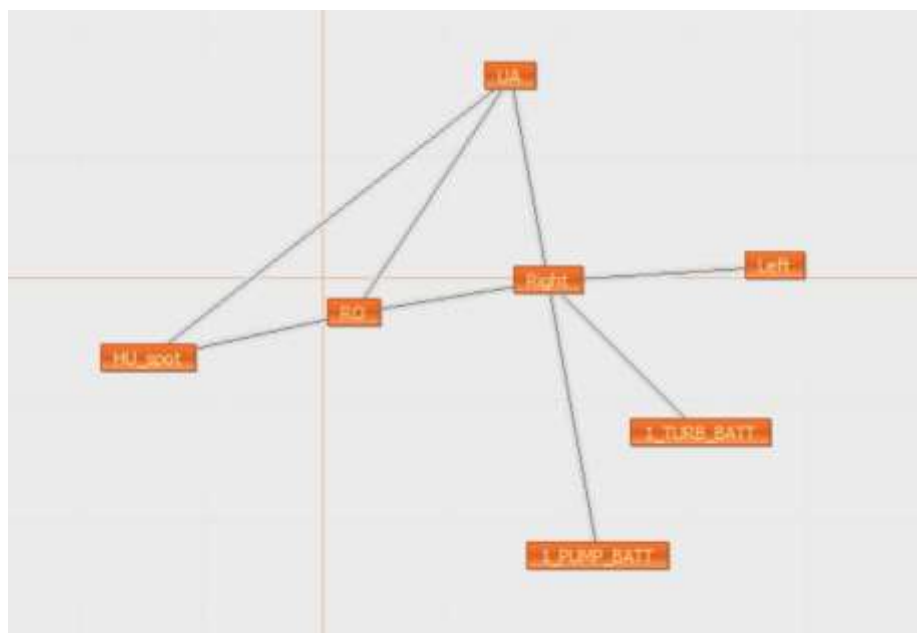 UA
Left
Right
RO
HU_spot
1_TURB_BATT
1_PUMP_BATT